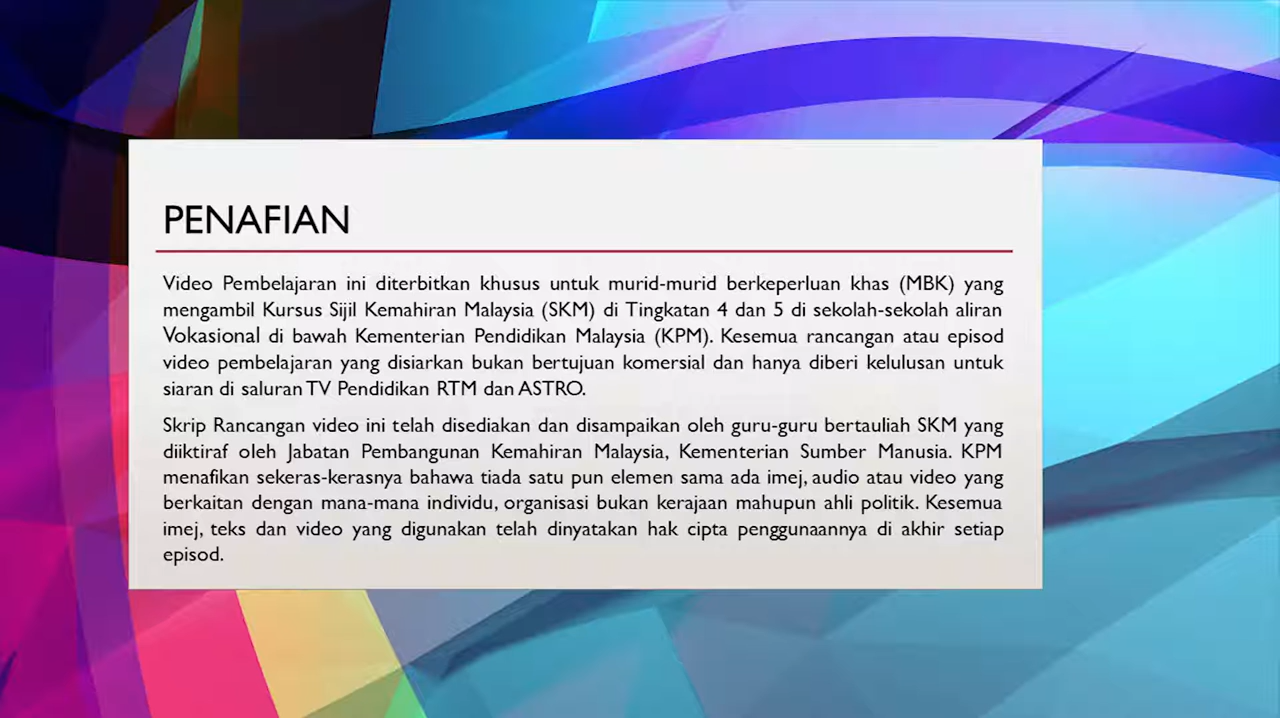 PENAFIAN
Video Pembelajaran ini diterbitkan khusus untuk murid-murid berkeperluan khas (MBK) yang
mengambil Kursus Sijil Kemahiran Malaysia (SKM) di Tingkatan 4 dan 5 di sekolah-sekolah aliran
Vokasional di bawah Kementerian Pendidikan Malaysia (KPM). Kesemua rancangan atau episod
video pembelajaran yang disiarkan bukan bertujuan komersial dan hanya diberi kelulusan untuk
siaran di saluran TV Pendidikan RTM dan ASTRO.
Skrip Rancangan video ini telah disediakan dan disampaikan oleh guru-guru bertauliah SKM yang
diiktiraf oleh Jabatan Pembangunan Kemahiran Malaysia, Kementerian Sumber Manusia. KPM
menafikan sekeras-kerasnya bahawa tiada satu pun elemen sama ada imej, audio atau video yang
berkaitan dengan mana-mana individu, organisasi bukan kerajaan mahupun ahli politik. Kesemua
imej, teks dan video yang digunakan telah dinyatakan hak cipta penggunaannya di akhir setiap
episod.